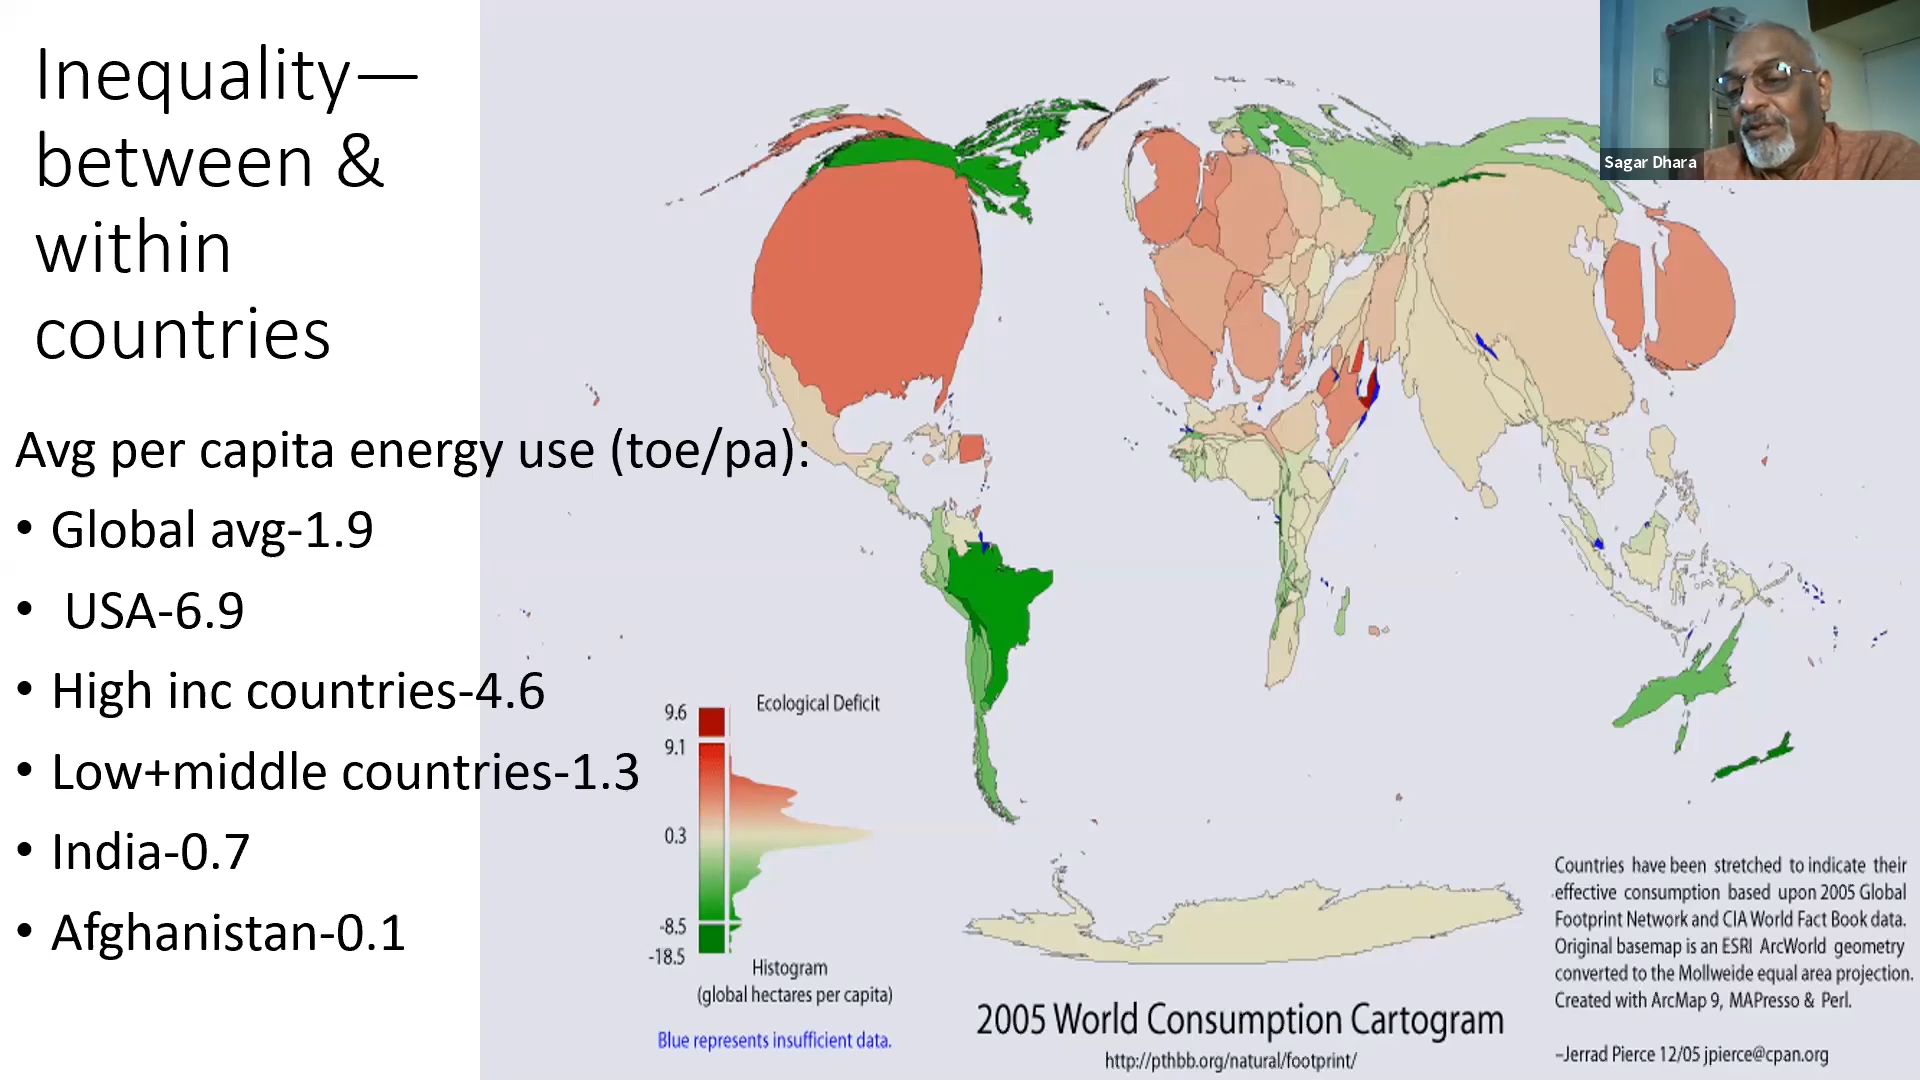 Inequality—
between &
within
countries
Avg per capita energy use (toe/pa):
• Global avg-1.9
• USA-6.9
• High inc countries-4.6
• Low+middle countries-1.3
• India-0.7
• Afghanistan-0.1
Sagar Dhara
Ecological Deficit
9.6
9.1
0.3
-8.5
-18.5
Histogram
(global hectares per capita)
Blue represents insufficient data.
2005 World Consumption Cartogram
http://pthbb.org/natural/footprint/
Countries have been stretched to indicate their
effective consumption based upon 2005 Global
Footprint Network and CIA World Fact Book data.
Original basemap is an ESRI ArcWorld geometry
converted to the Mollweide equal area projection.
Created with ArcMap 9, MAPresso & Perl.
–Jerrad Pierce 12/05 jpierce@cpan.org